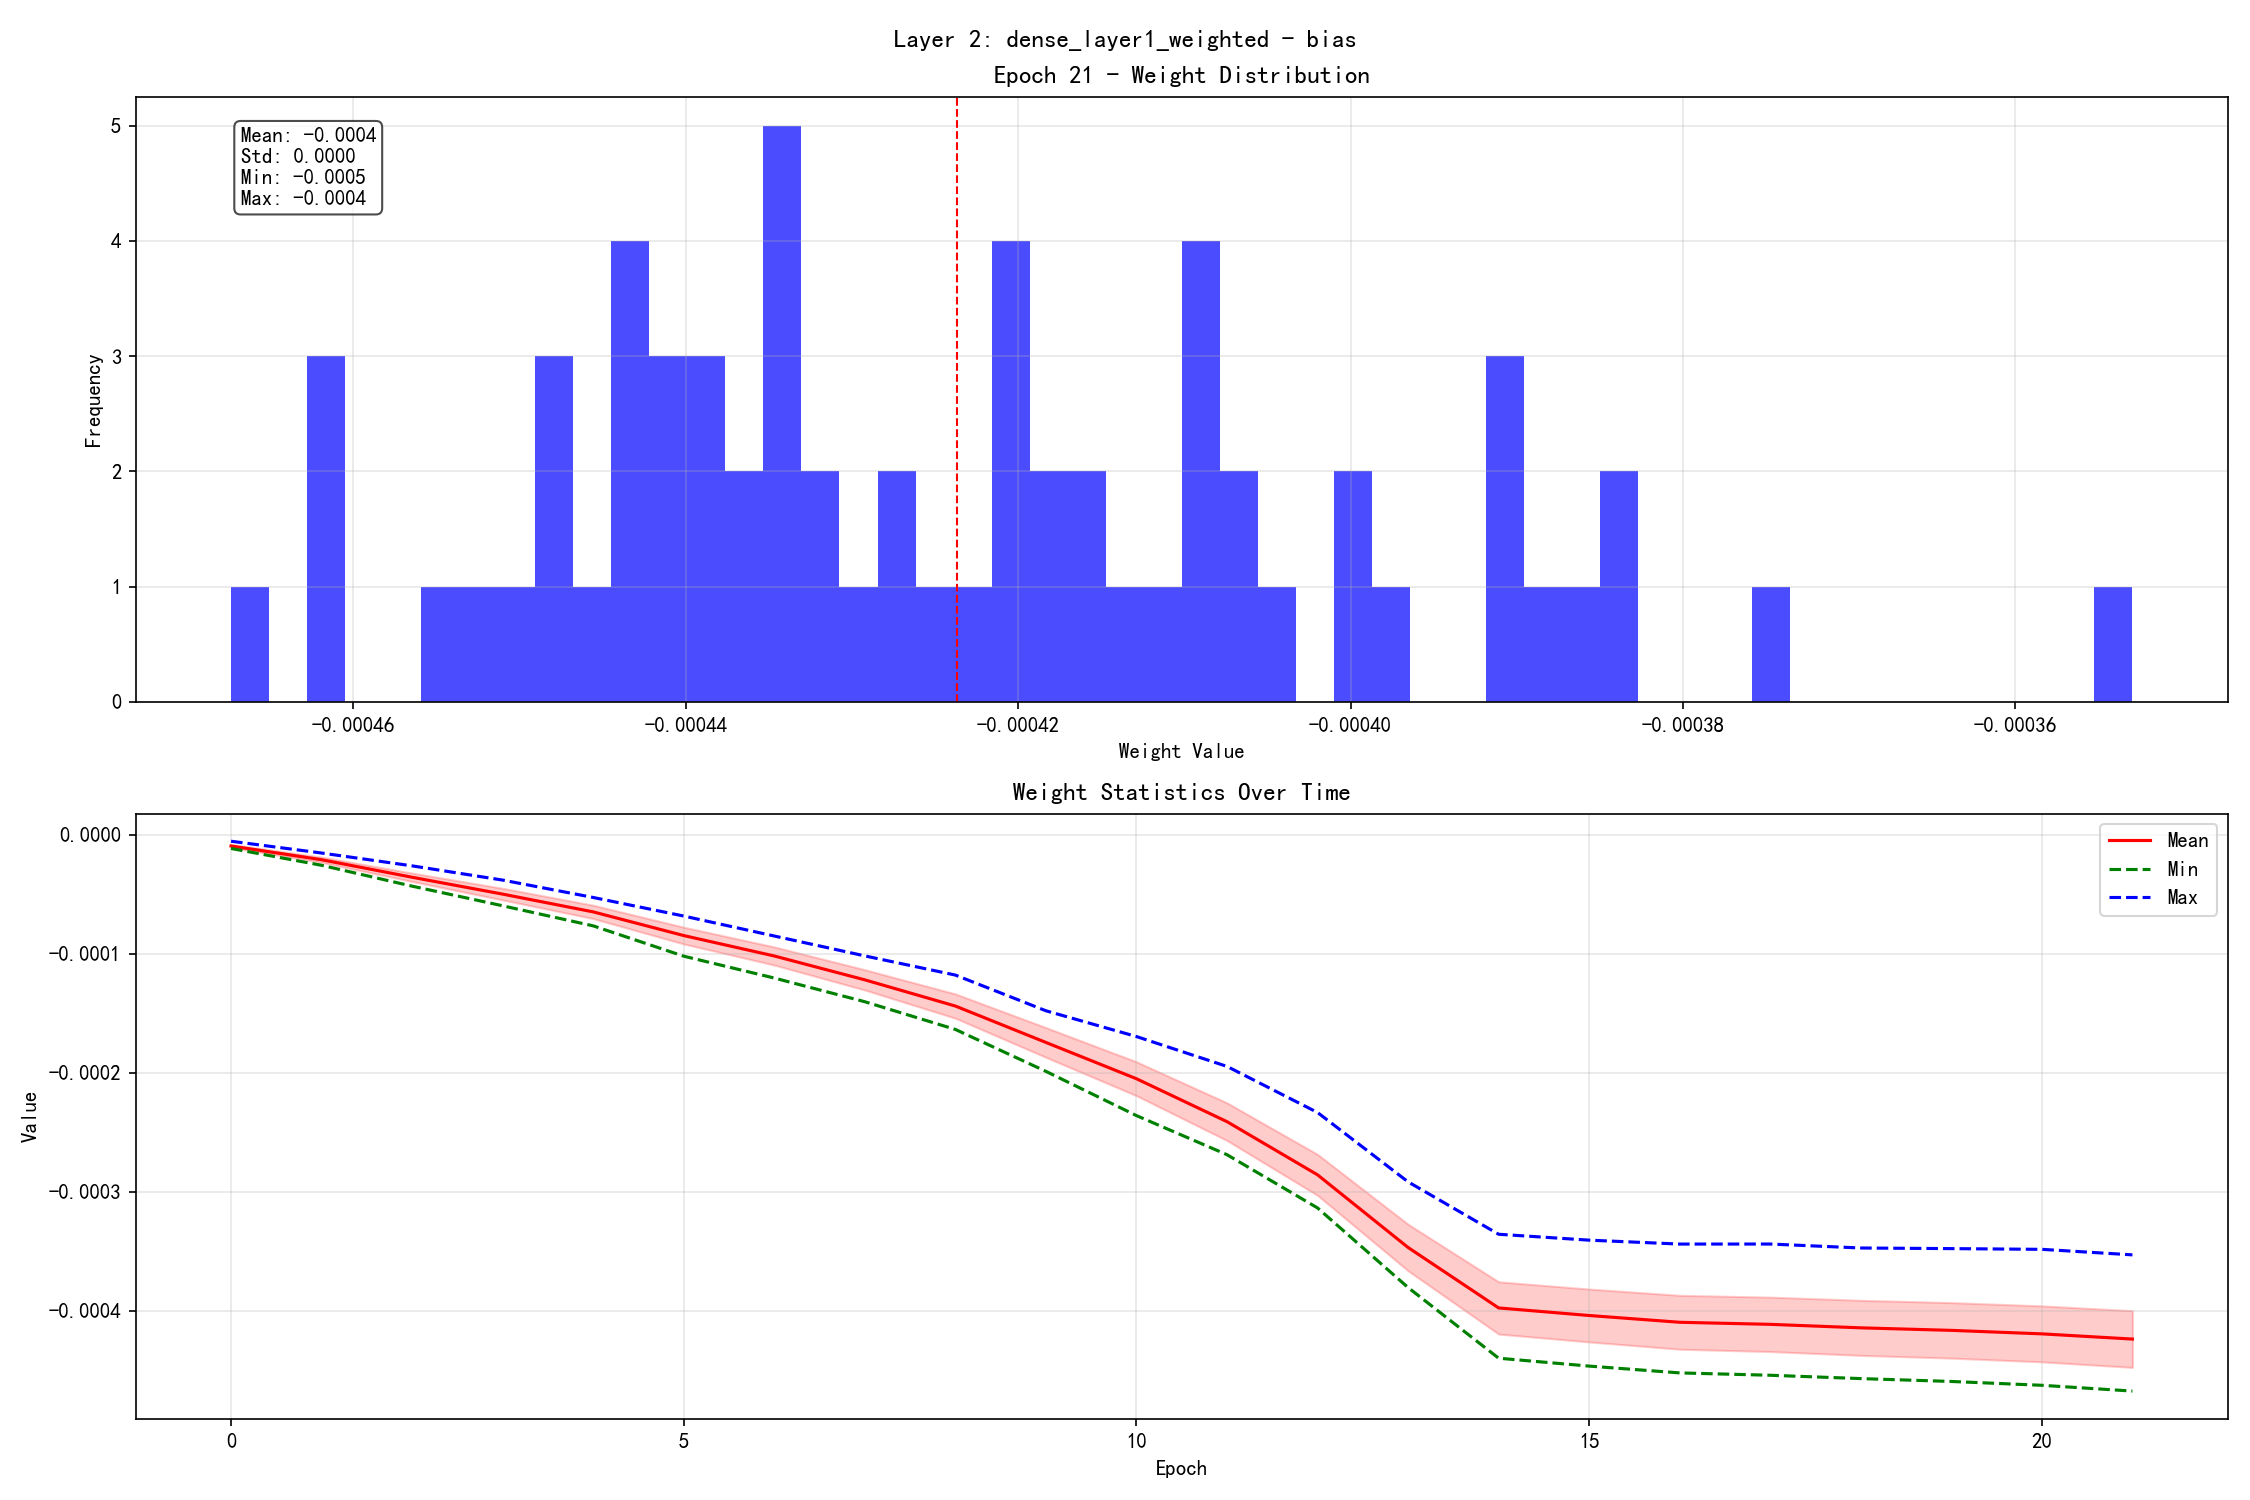 Layer 2: dense_layer1_weighted - bias
Epoch 21 - Weight Distribution
Mean: -0.0004
Std: 0.0000
Min: -0.0005
Max: -0.0004
5
4
3
2
1
0
Frequency
-0.00046 -0.00044 -0.00042 -0.00040 -0.00038 -0.00036
Weight Value
Weight Statistics Over Time
Mean
Min
Max
0.0000
-0.0001
-0.0002
-0.0003
-0.0004
Value
0 5 10 15 20
Epoch